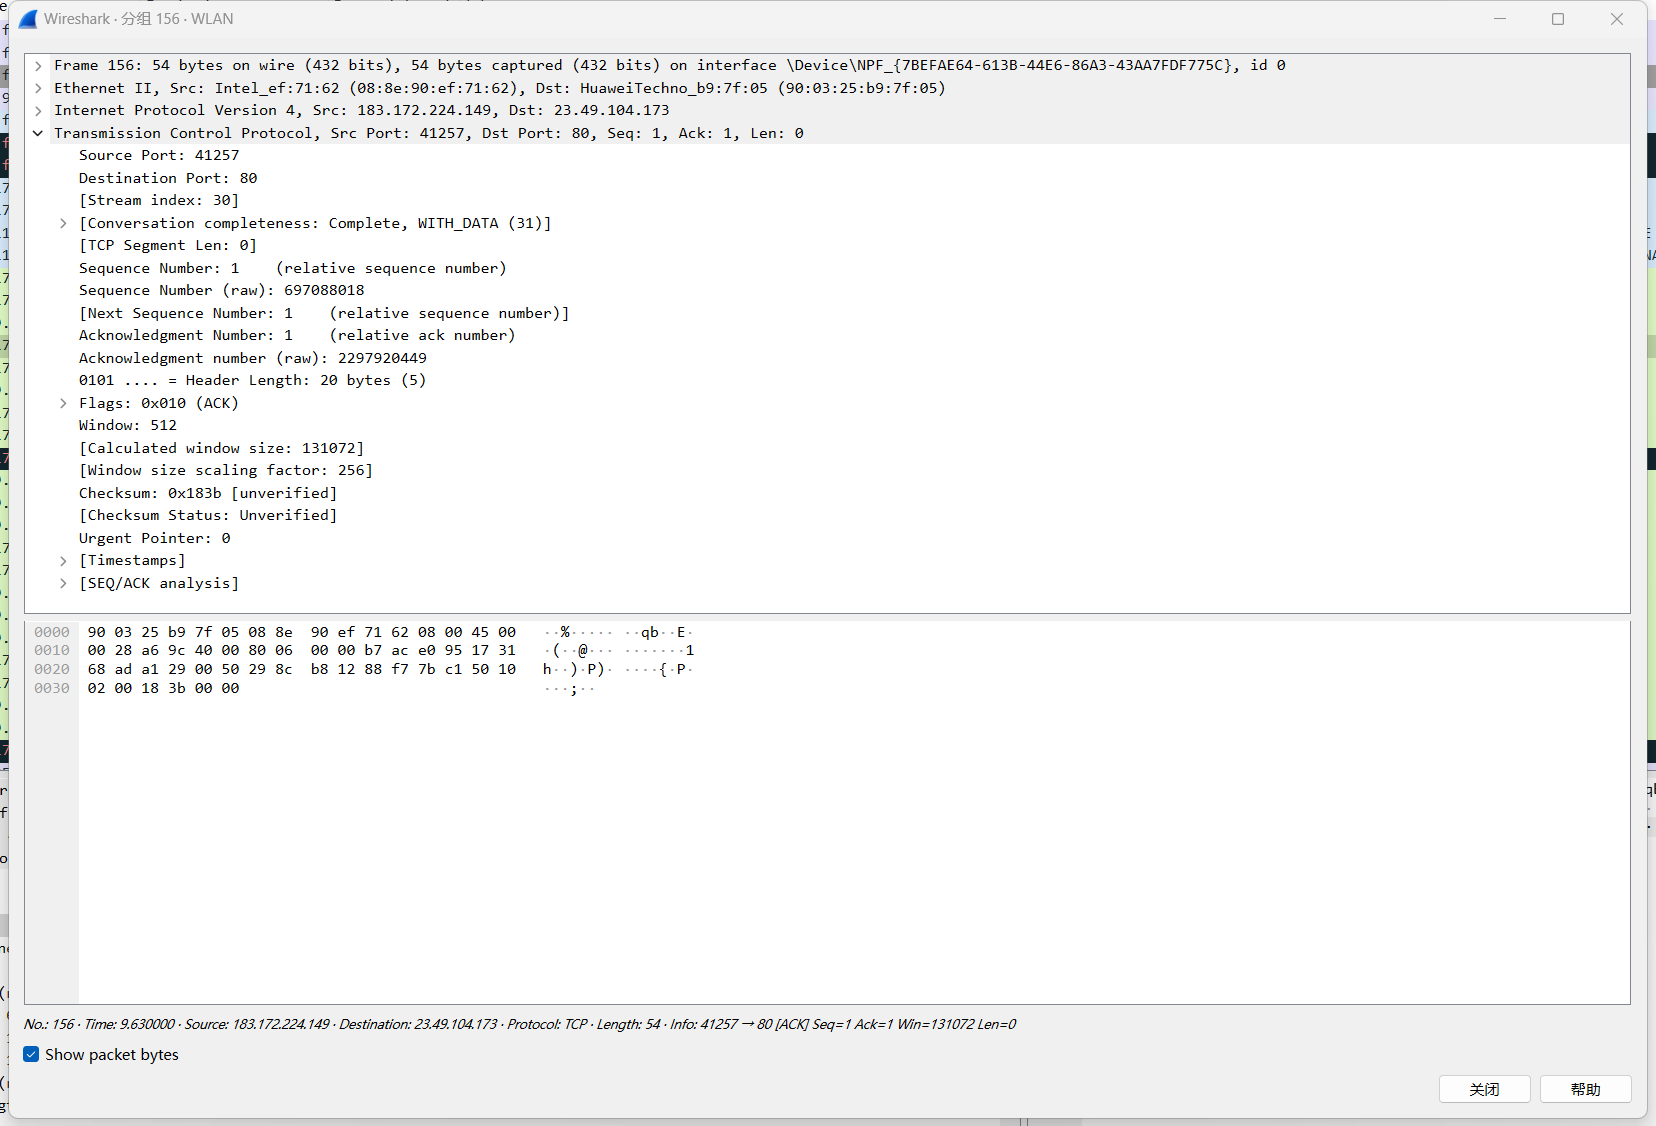 Wireshark · 分组 156 · WLAN
Frame 156: 54 bytes on wire (432 bits), 54 bytes captured (432 bits) on interface \Device\NPF_{7BEFAE64-613B-44E6-86A3-43AA7FDF775C}, id 0
Ethernet II, Src: Intel_ef:71:62 (08:8e:90:ef:71:62), Dst: HuaweiTechno_b9:7f:05 (90:03:25:b9:7f:05)
Internet Protocol Version 4, Src: 183.172.224.149, Dst: 23.49.104.173
Transmission Control Protocol, Src Port: 41257, Dst Port: 80, Seq: 1, Ack: 1, Len: 0
Source Port: 41257
Destination Port: 80
[Stream index: 30]
[Conversation completeness: Complete, WITH_DATA (31)]
[TCP Segment Len: 0]
Sequence Number: 1    (relative sequence number)
Sequence Number (raw): 697088018
[Next Sequence Number: 1    (relative sequence number)]
Acknowledgment Number: 1    (relative ack number)
Acknowledgment number (raw): 2297920449
0101 .... = Header Length: 20 bytes (5)
Flags: 0x010 (ACK)
Window: 512
[Calculated window size: 131072]
[Window size scaling factor: 256]
Checksum: 0x183b [unverified]
[Checksum Status: Unverified]
Urgent Pointer: 0
[Timestamps]
[SEQ/ACK analysis]
0000 90 03 25 b9 7f 05 08 8e 90 ef 71 62 08 00 45 00 ··%····· ··qb··E·
0010 00 28 a6 9c 40 00 80 06 00 00 b7 ac e0 95 17 31 ·(··@··· ·······1
0020 68 ad a1 29 00 50 29 8c b8 12 88 f7 7b c1 50 10 h··)·P)· ····{·P·
0030 02 00 18 3b 00 00 ···;··
No.: 156 · Time: 9.630000 · Source: 183.172.224.149 · Destination: 23.49.104.173 · Protocol: TCP · Length: 54 · Info: 41257 → 80 [ACK] Seq=1 Ack=1 Win=131072 Len=0
Show packet bytes
关闭
帮助